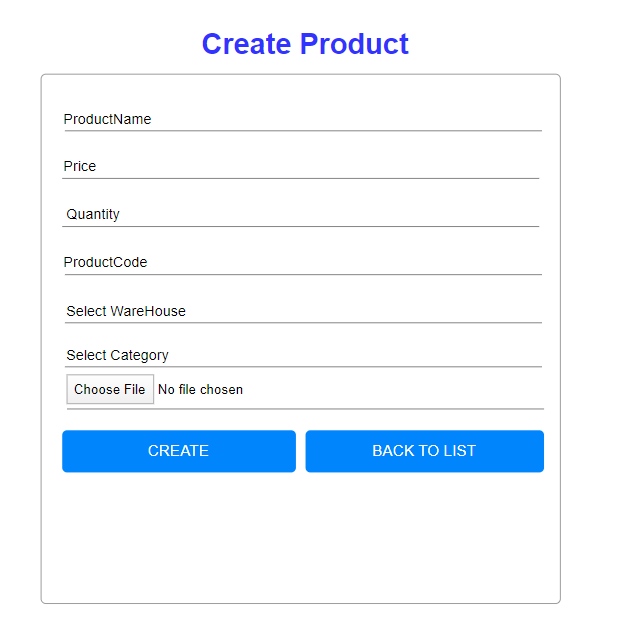 Create Product
ProductName
Price
Quantity
ProductCode
Select WareHouse
Select Category
Choose File No file chosen
CREATE BACK TO LIST